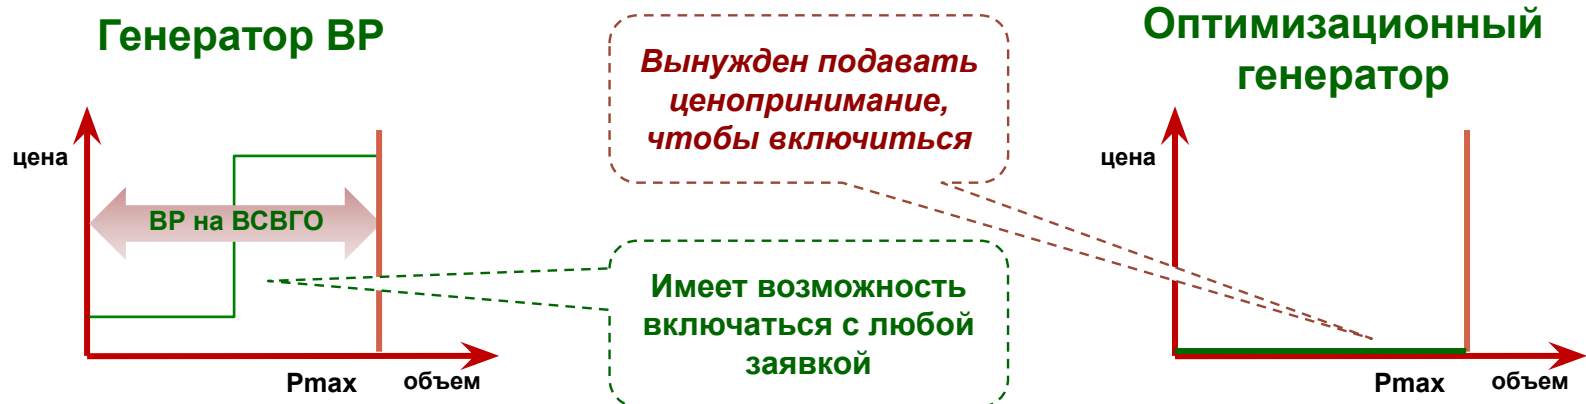 Генератор ВР
цена
ВР на ВСВГО
Pmax
объем
Вынужден подавать
ценопринимание,
чтобы включиться
Имеет возможность
включаться с любой
заявкой
Оптимизационный
генератор
цена
Pmax
объем